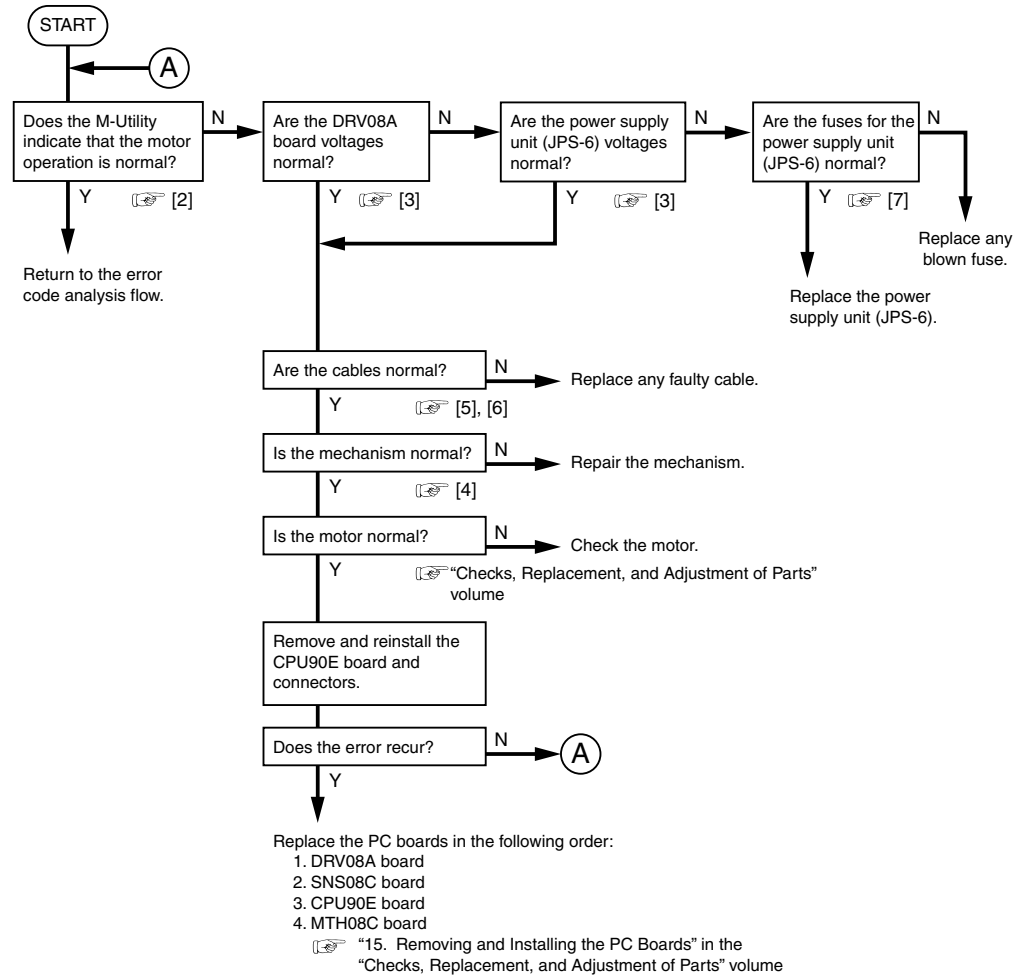 START
A
Does the M-Utility
indicate that the motor
operation is normal?
N
Y
[2]
Return to the error
code analysis flow.
Are the DRV08A
board voltages
normal?
N
Y
[3]
Are the power supply
unit (JPS-6) voltages
normal?
N
Y
[3]
Are the fuses for the
power supply unit
(JPS-6) normal?
N
Y
[7]
Replace any
blown fuse.
Replace the power
supply unit (JPS-6).
Are the cables normal?
N
Replace any faulty cable.
Y
[5], [6]
Is the mechanism normal?
N
Repair the mechanism.
Y
[4]
Is the motor normal?
N
Check the motor.
Y
“Checks, Replacement, and Adjustment of Parts”
volume
Remove and reinstall the
CPU90E board and
connectors.
Does the error recur?
N
A
Y
Replace the PC boards in the following order:
1. DRV08A board
2. SNS08C board
3. CPU90E board
4. MTH08C board
“15. Removing and Installing the PC Boards” in the
“Checks, Replacement, and Adjustment of Parts” volume